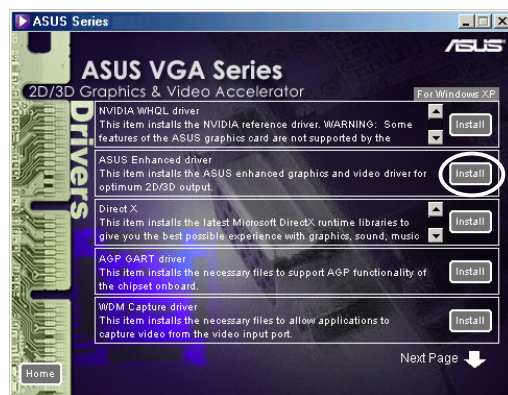 ASUS Series
ASUS
ASUS VGA Series
2D/3D Graphics & Video Accelerator
For Windows XP
Drivers
NVIDIA WHQL driver
This item installs the NVIDIA reference driver. WARNING: Some
features of the ASUS graphics card are not supported by the
Install
ASUS Enhanced driver
This item installs the ASUS enhanced graphics and video driver for
optimum 2D/3D output.
Install
Direct X
This item installs the latest Microsoft DirectX runtime libraries to
give you the best possible experience with graphics, sound, music
Install
AGP GART driver
This item installs the necessary files to support AGP functionality of
the chipset onboard.
Install
WDM Capture driver
This item installs the necessary files to allow applications to
capture video from the video input port.
Install
Next Page
Home